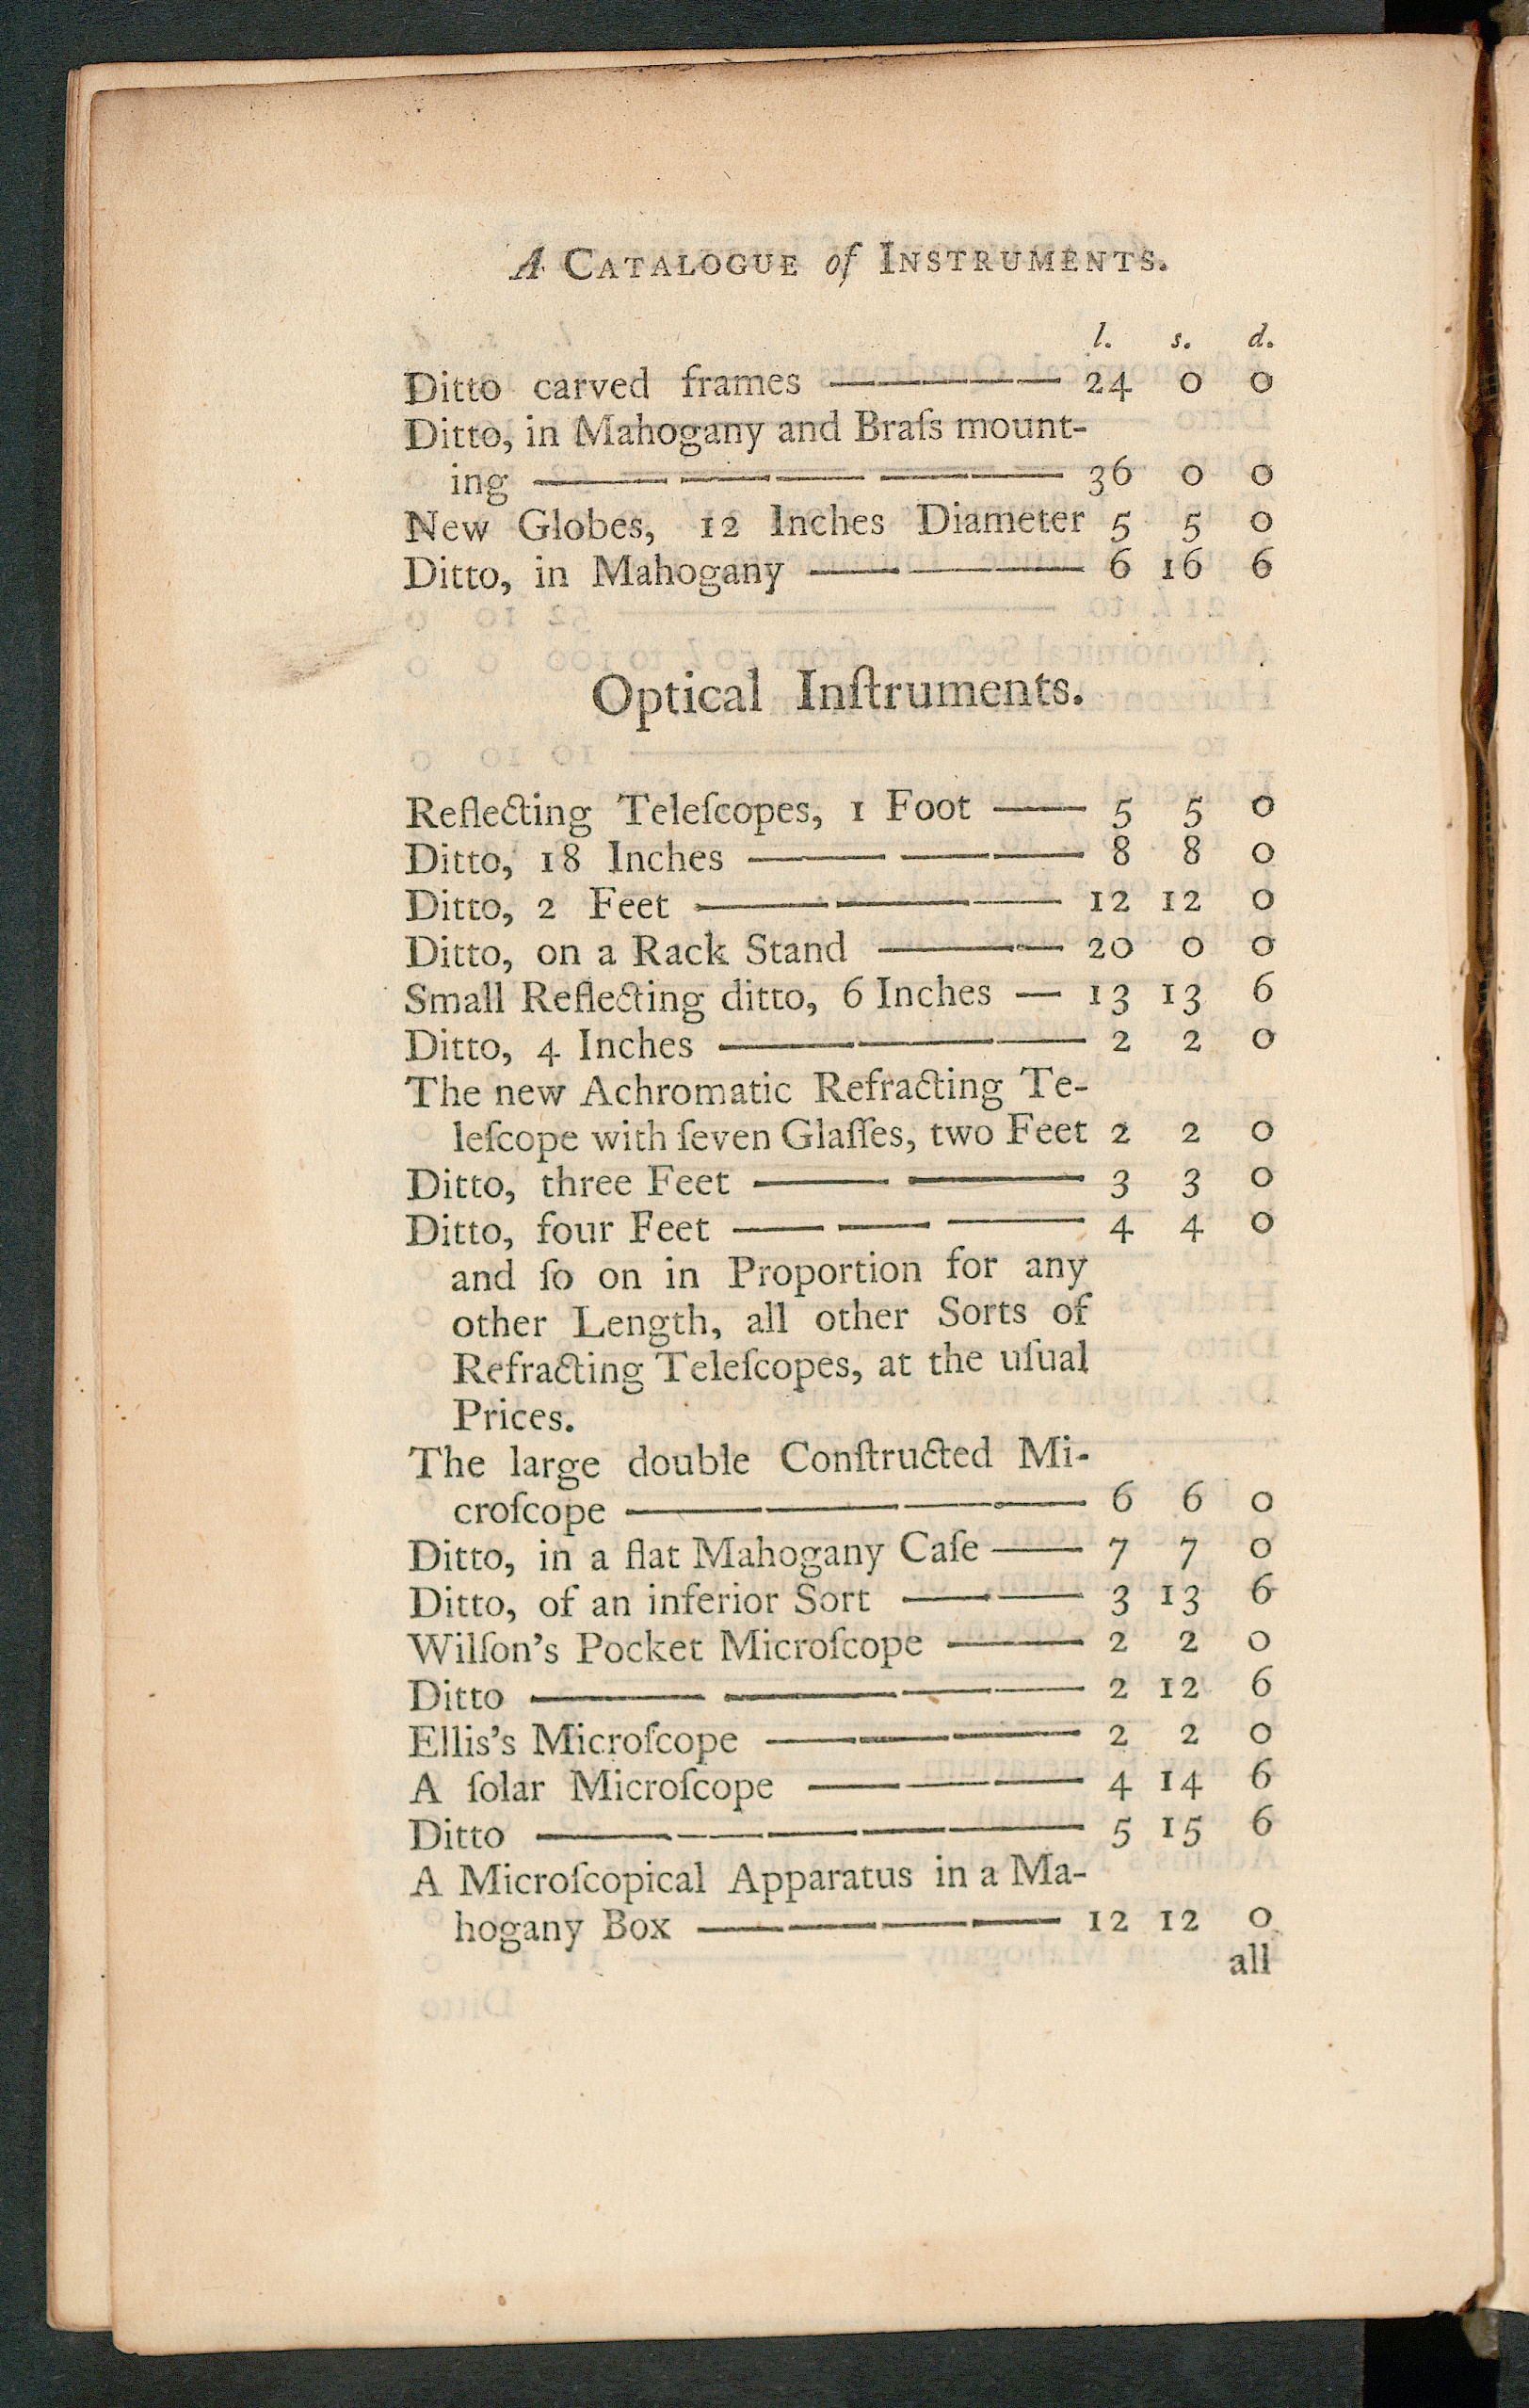 A CATALOGUE of INSTRUMENTS.
l. s. d.
Ditto carved frames ————— 24 0 0
Ditto, in Mahogany and Braſs mount-
ing ————— 36 0 0
New Globes, 12 Inches Diameter 5 5 0
Ditto, in Mahogany ————— 6 16 6
Optical Inſtruments.
Reflecting Teleſcopes, 1 Foot —— 5 5 0
Ditto, 18 Inches ————— 8 8 0
Ditto, 2 Feet ————— 12 12 0
Ditto, on a Rack Stand ———— 20 0 0
Small Reflecting ditto, 6 Inches — 13 13 6
Ditto, 4 Inches ————— 2 2 0
The new Achromatic Refracting Te-
leſcope with ſeven Glaſſes, two Feet 2 2 0
Ditto, three Feet ————— 3 3 0
Ditto, four Feet ————— 4 4 0
and ſo on in Proportion for any
other Length, all other Sorts of
Refracting Teleſcopes, at the uſual
Prices.
The large double Conſtructed Mi-
croſcope ————— 6 6 0
Ditto, in a flat Mahogany Caſe —— 7 7 0
Ditto, of an inferior Sort ———— 3 13 6
Wilſon's Pocket Microſcope ——— 2 2 0
Ditto ————— 2 12 6
Ellis's Microſcope ————— 2 2 0
A ſolar Microſcope ————— 4 14 6
Ditto ————— 5 15 6
A Microſcopical Apparatus in a Ma-
hogany Box ————— 12 12 0
all